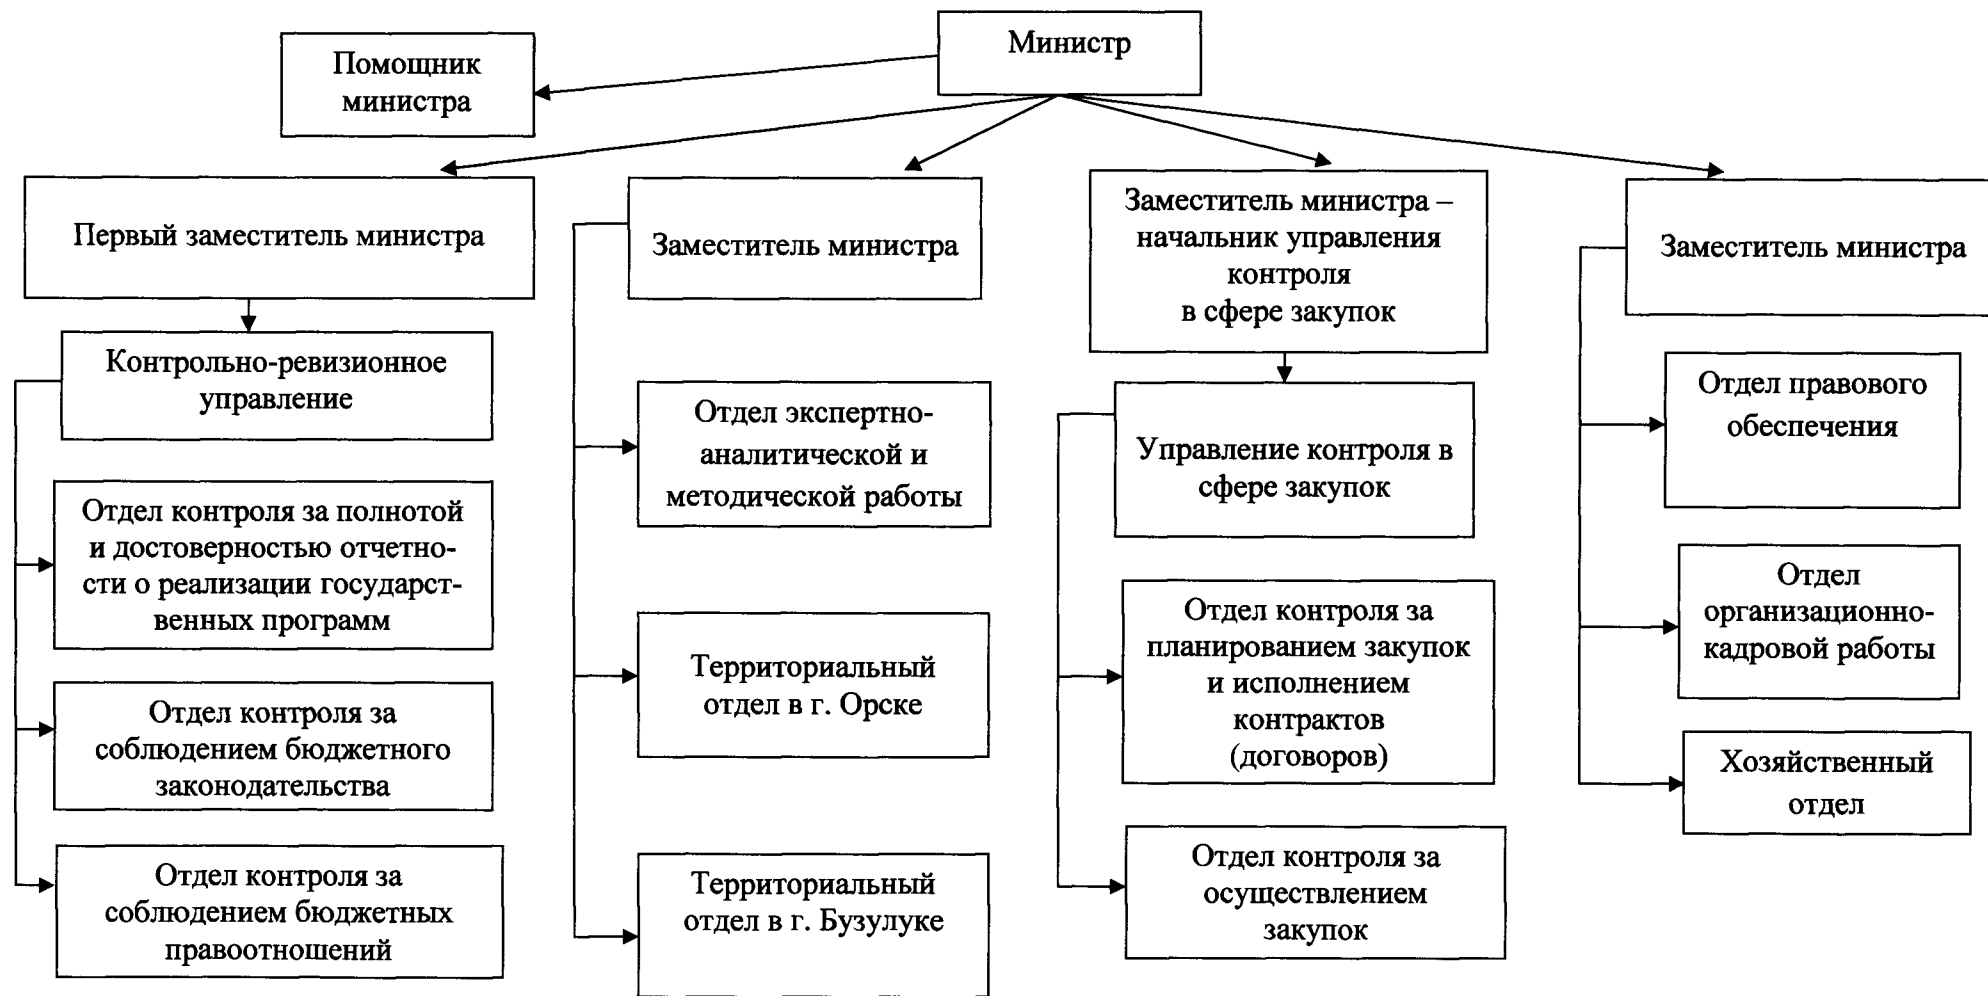 Министр
Помощник
министра
Первый заместитель министра
Контрольно-ревизионное
управление
Отдел контроля за полнотой
и достоверностью отчетно-
сти о реализации государст-
венных программ
Отдел контроля за
соблюдением бюджетного
законодательства
Отдел контроля за
соблюдением бюджетных
правоотношений
Заместитель министра
Отдел экспертно-
аналитической и
методической работы
Территориальный
отдел в г. Орске
Территориальный
отдел в г. Бузулуке
Заместитель министра –
начальник управления
контроля
в сфере закупок
Управление контроля в
сфере закупок
Отдел контроля за
планированием закупок
и исполнением
контрактов
(договоров)
Отдел контроля за
осуществлением
закупок
Заместитель министра
Отдел правового
обеспечения
Отдел
организационно-
кадровой работы
Хозяйственный
отдел